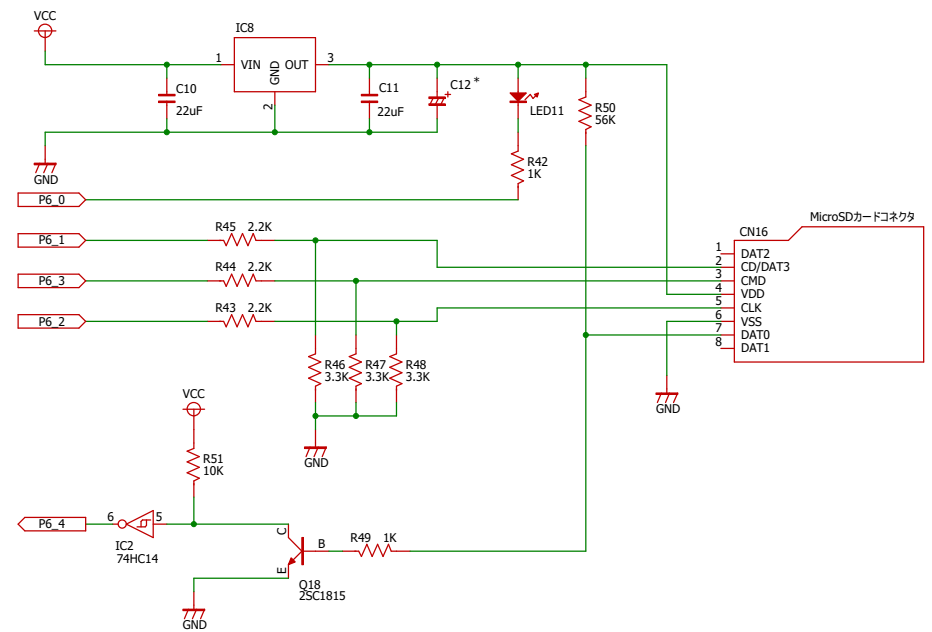 VCC
IC8
1
VIN
GND
OUT
3
2
C10
22uF
C11
22uF
C12 *
+
LED11
R50
56K
R42
1K
GND
P6_0
P6_1
R45 2.2K
P6_3
R44 2.2K
P6_2
R43 2.2K
MicroSDカードコネクタ
CN16
1 DAT2
2 CD/DAT3
3 CMD
4 VDD
5 CLK
6 VSS
7 DAT0
8 DAT1
R46
3.3K
R47
3.3K
R48
3.3K
GND
GND
VCC
R51
10K
P6_4
6
5
IC2
74HC14
C
B
E
R49 1K
Q18
2SC1815
GND